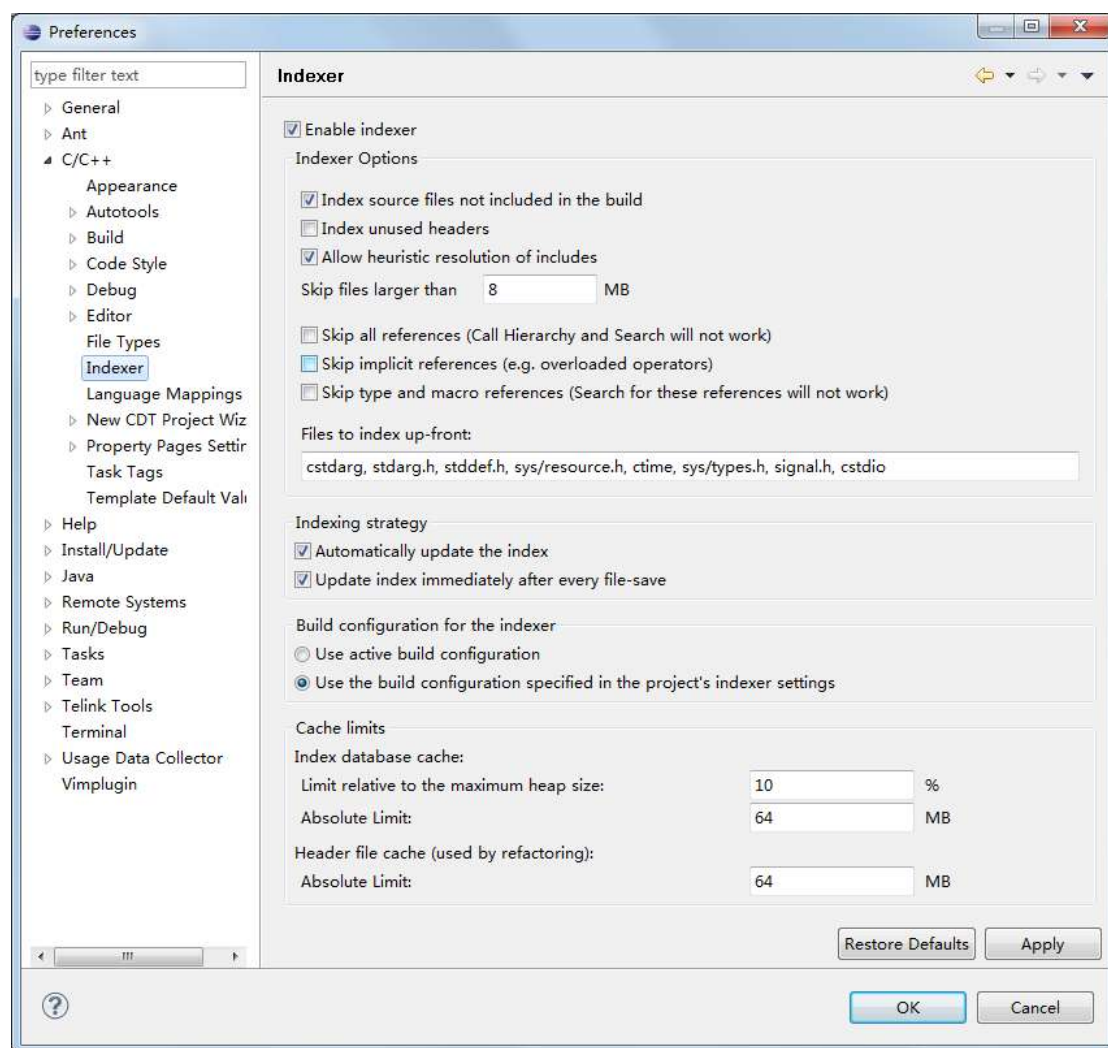 Preferences
type filter text
General
Ant
C/C++
Appearance
Autotools
Build
Code Style
Debug
Editor
File Types
Indexer
Language Mappings
New CDT Project Wiz
Property Pages Settin
Task Tags
Template Default Valu
Help
Install/Update
Java
Remote Systems
Run/Debug
Tasks
Team
Telink Tools
Terminal
Usage Data Collector
Vimplugin
Indexer
Enable indexer
Indexer Options
Index source files not included in the build
Index unused headers
Allow heuristic resolution of includes
Skip files larger than 8 MB
Skip all references (Call Hierarchy and Search will not work)
Skip implicit references (e.g. overloaded operators)
Skip type and macro references (Search for these references will not work)
Files to index up-front:
cstdarg, stdarg.h, stddef.h, sys/resource.h, ctime, sys/types.h, signal.h, cstdio
Indexing strategy
Automatically update the index
Update index immediately after every file-save
Build configuration for the indexer
Use active build configuration
Use the build configuration specified in the project's indexer settings
Cache limits
Index database cache:
Limit relative to the maximum heap size: 10 %
Absolute Limit: 64 MB
Header file cache (used by refactoring):
Absolute Limit: 64 MB
Restore Defaults Apply
? OK Cancel